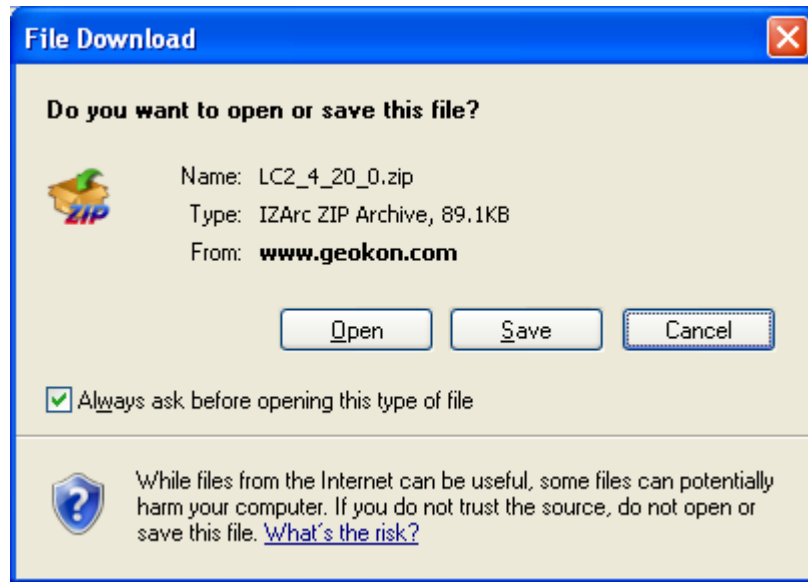 File Download
Do you want to open or save this file?
ZIP
Name: LC2_4_20_0.zip
Type: IZArc ZIP Archive, 89.1KB
From: www.geokon.com
Open Save Cancel
Always ask before opening this type of file
While files from the Internet can be useful, some files can potentially
harm your computer. If you do not trust the source, do not open or
save this file. What's the risk?